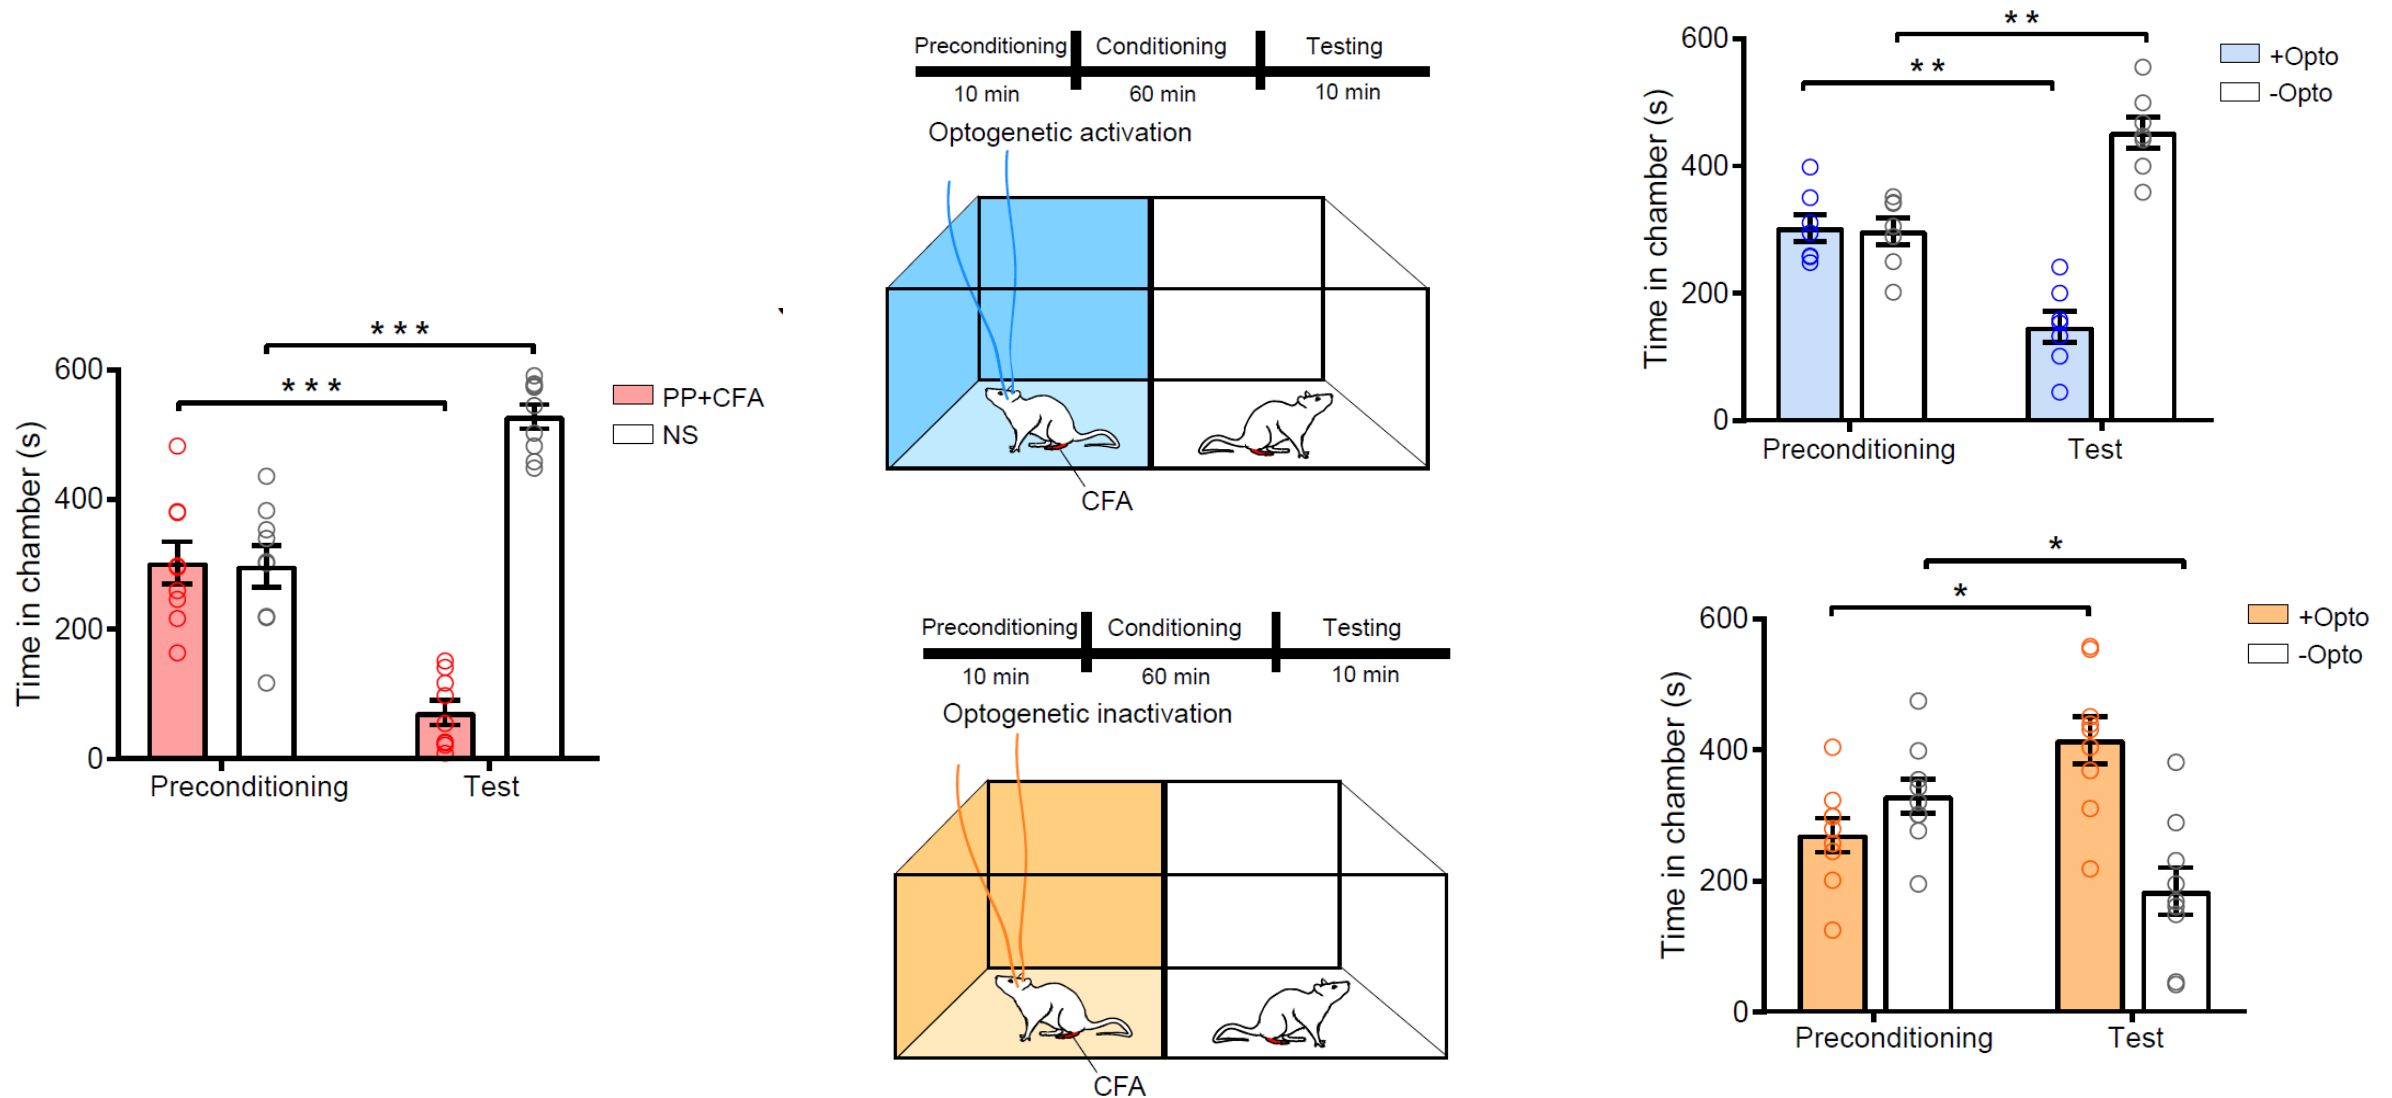 * * *
* * *
600
400
200
0
Time in chamber (s)
Preconditioning
Test
PP+CFA
NS
Preconditioning
Conditioning
Testing
10 min
60 min
10 min
Optogenetic activation
CFA
Preconditioning
Conditioning
Testing
10 min
60 min
10 min
Optogenetic inactivation
CFA
* *
* *
600
400
200
0
Time in chamber (s)
Preconditioning
Test
+Opto
-Opto
*
*
600
400
200
0
Time in chamber (s)
Preconditioning
Test
+Opto
-Opto